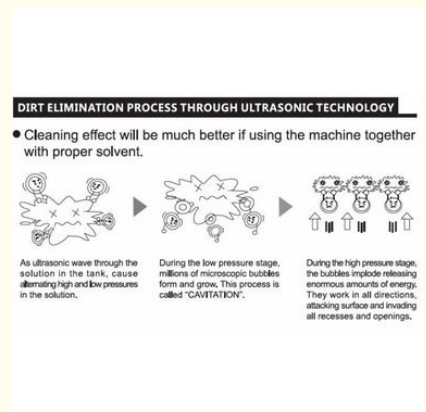 DIRT ELIMINATION PROCESS THROUGH ULTRASONIC TECHNOLOGY
● Cleaning effect will be much better if using the machine together
with proper solvent.
As ultrasonic wave through the
solution in the tank, cause
alternating high and low pressures
in the solution.
During the low pressure stage,
millions of microscopic bubbles
form and grow. This process is
called "CAVITATION".
During the high pressure stage,
the bubbles implode releasing
enormous amounts of energy.
They work in all directions,
attacking surface and invading
all recesses and openings.